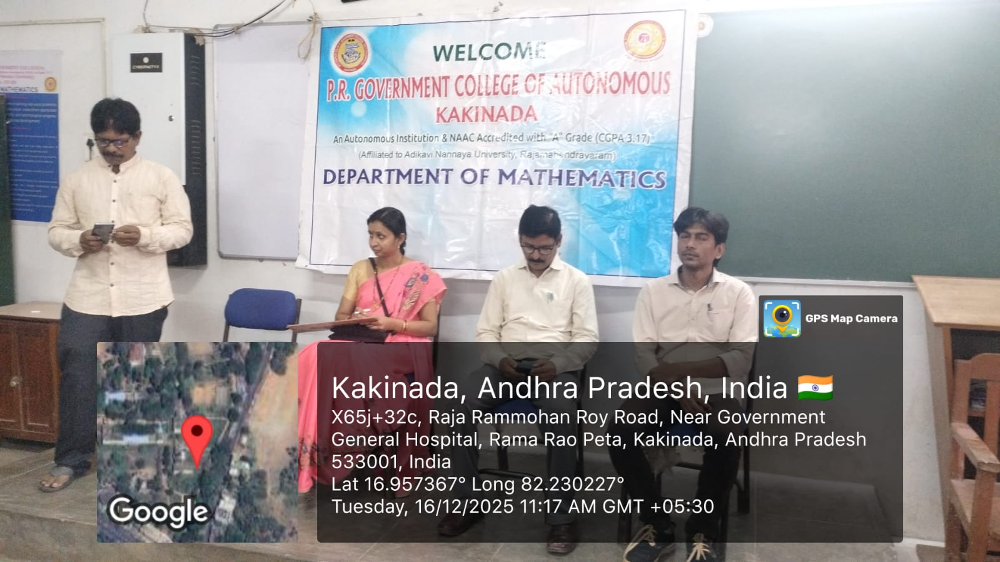 CYBERNETYX
MATHEMATICS
WELCOME
P.R. GOVERNMENT COLLEGE OF AUTONOMOUS
KAKINADA
An Autonomous Institution & NAAC Accredited with "A" Grade (CGPA 3.17)
(Affiliated to Adikavi Nannaya University, Rajamahendravaram)
DEPARTMENT OF MATHEMATICS
GPS Map Camera
Kakinada, Andhra Pradesh, India 🇮🇳
X65j+32c, Raja Rammohan Roy Road, Near Government
General Hospital, Rama Rao Peta, Kakinada, Andhra Pradesh
533001, India
Lat 16.957367° Long 82.230227°
Tuesday, 16/12/2025 11:17 AM GMT +05:30
Google